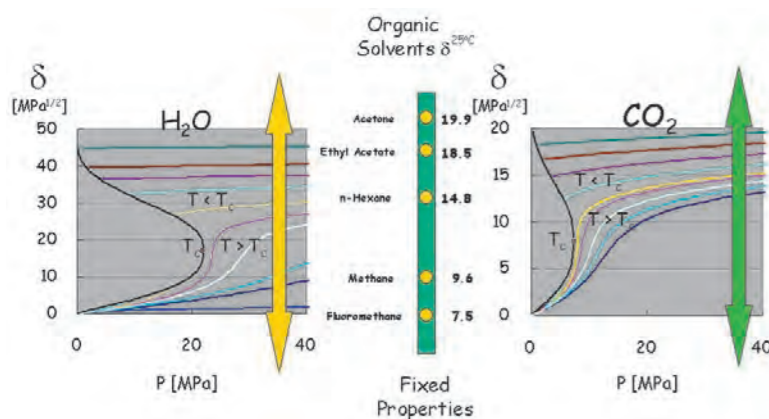 Organic
Solvents δ25°C
δ
[MPa1/2]
H2O
50
40
30
20
10
0
T < Tc
Tc
T > Tc
0
20
40
P [MPa]
Acetone 19.9
Ethyl Acetate 18.5
n-Hexane 14.8
Methane 9.6
Fluoromethane 7.5
Fixed
Properties
δ
[MPa1/2]
CO2
20
15
10
5
0
T < Tc
Tc
T > Tc
0
20
40
P [MPa]